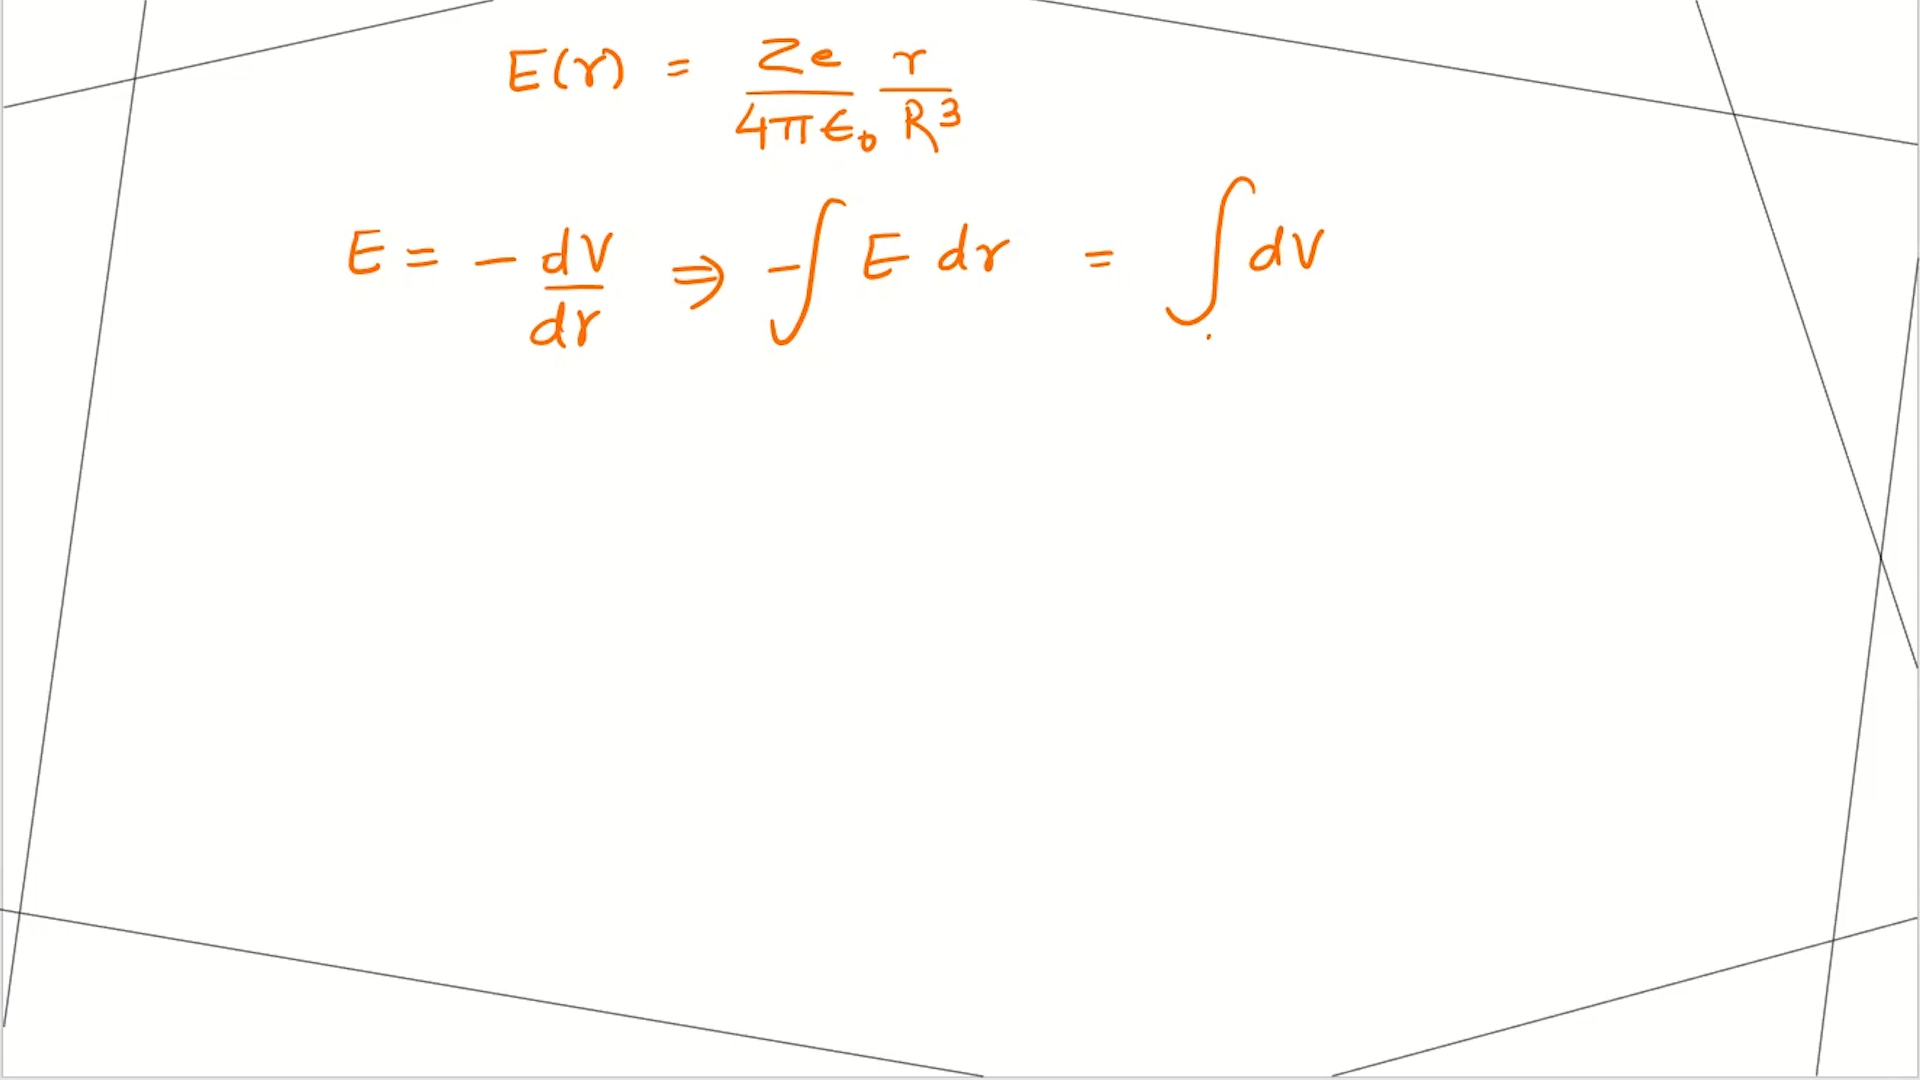 E(r) = Ze/4πϵ₀ r/R³
E = - dV/dr ⇒ -∫ E dr = ∫ dV